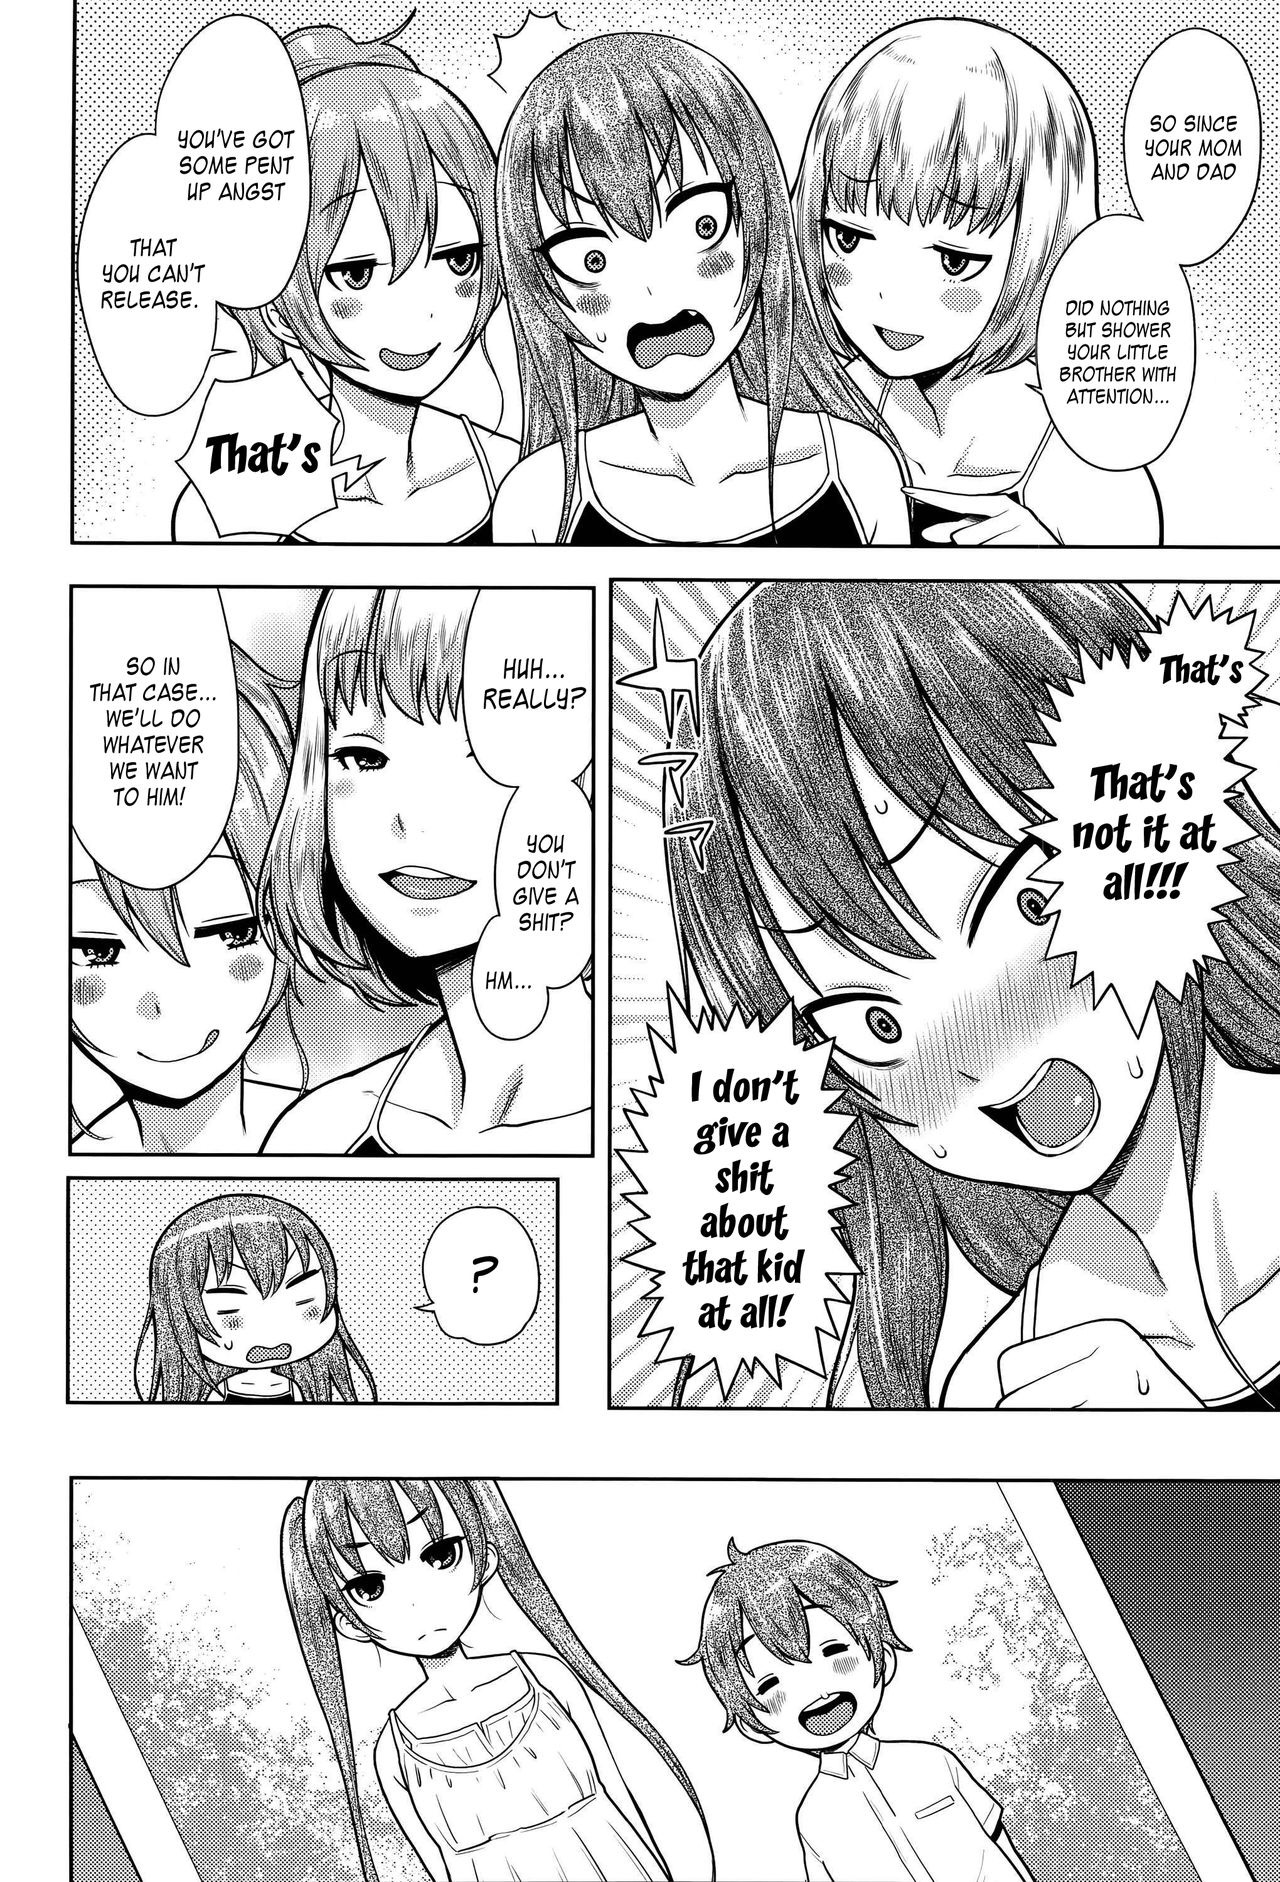 SO SINCE
YOUR MOM
AND DAD
DID NOTHING
BUT SHOWER
YOUR LITTLE
BROTHER WITH
ATTENTION...
YOU'VE GOT
SOME PENT
UP ANGST
THAT
YOU CAN'T
RELEASE.
That's
That's
That's
not it at
all!!!
I don't
give a
shit
about
that kid
at all!
HUH...
REALLY?
YOU
DON'T
GIVE A
SHIT?
HM...
SO IN
THAT CASE...
WE'LL DO
WHATEVER
WE WANT
TO HIM!
?